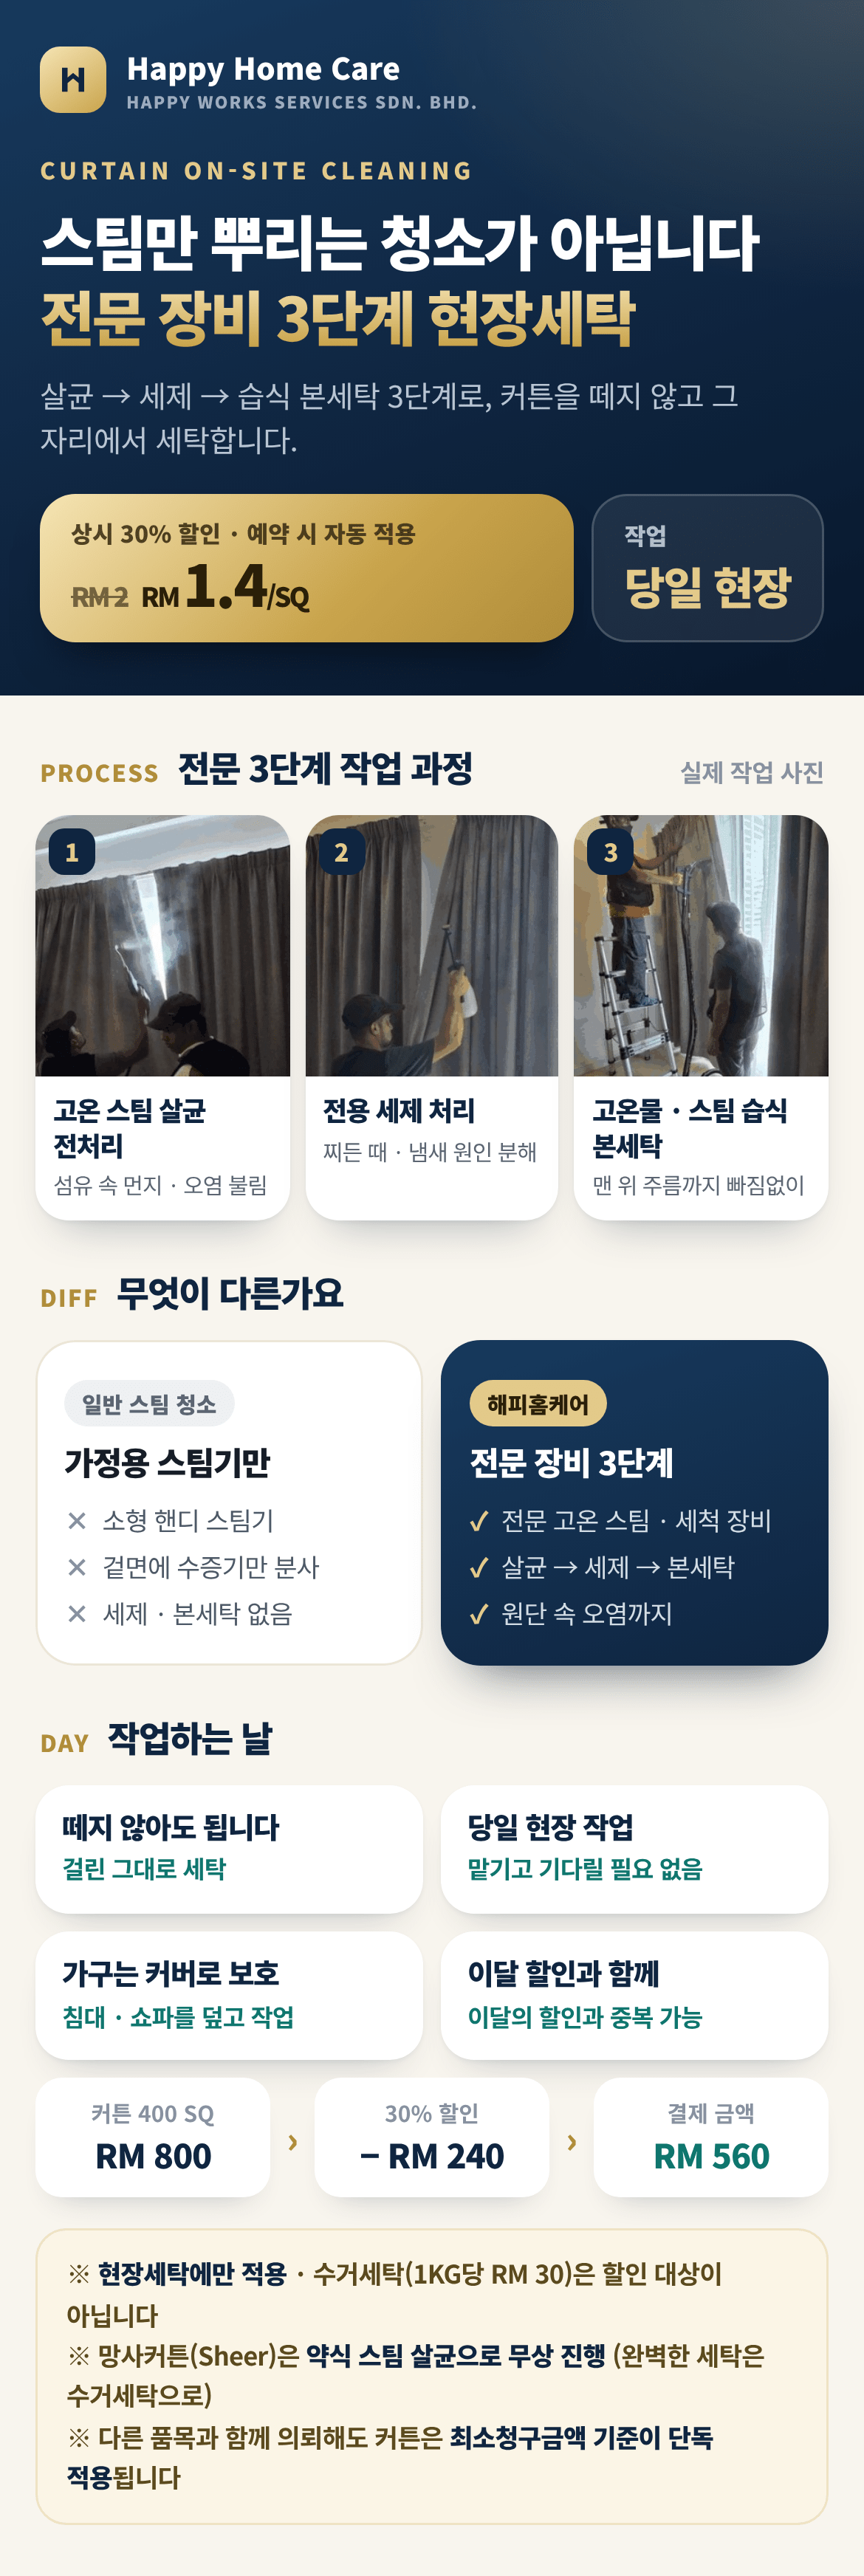 Happy Home Care
HAPPY WORKS SERVICES SDN. BHD.
CURTAIN ON-SITE CLEANING
스팀만 뿌리는 청소가 아닙니다
전문 장비 3단계 현장세탁
살균 → 세제 → 습식 본세탁 3단계로, 커튼을 떼지 않고 그
자리에서 세탁합니다.
상시 30% 할인 · 예약 시 자동 적용
RM 2 RM 1.4/SQ
작업
당일 현장
PROCESS 전문 3단계 작업 과정
실제 작업 사진
1
2
3
고온 스팀 살균
전처리
섬유 속 먼지 · 오염 불림
전용 세제 처리
찌든 때 · 냄새 원인 분해
고온물 · 스팀 습식
본세탁
맨 위 주름까지 빠짐없이
DIFF 무엇이 다른가요
일반 스팀 청소
가정용 스팀기만
✕ 소형 핸디 스팀기
✕ 겉면에 수증기만 분사
✕ 세제 · 본세탁 없음
해피홈케어
전문 장비 3단계
✓ 전문 고온 스팀 · 세척 장비
✓ 살균 → 세제 → 본세탁
✓ 원단 속 오염까지
DAY 작업하는 날
떼지 않아도 됩니다
걸린 그대로 세탁
당일 현장 작업
맡기고 기다릴 필요 없음
가구는 커버로 보호
침대 · 쇼파를 덮고 작업
이달 할인과 함께
이달의 할인과 중복 가능
커튼 400 SQ
RM 800
›
30% 할인
− RM 240
›
결제 금액
RM 560
※ 현장세탁에만 적용 · 수거세탁(1KG당 RM 30)은 할인 대상이
아닙니다
※ 망사커튼(Sheer)은 약식 스팀 살균으로 무상 진행 (완벽한 세탁은
수거세탁으로)
※ 다른 품목과 함께 의뢰해도 커튼은 최소청구금액 기준이 단독
적용됩니다